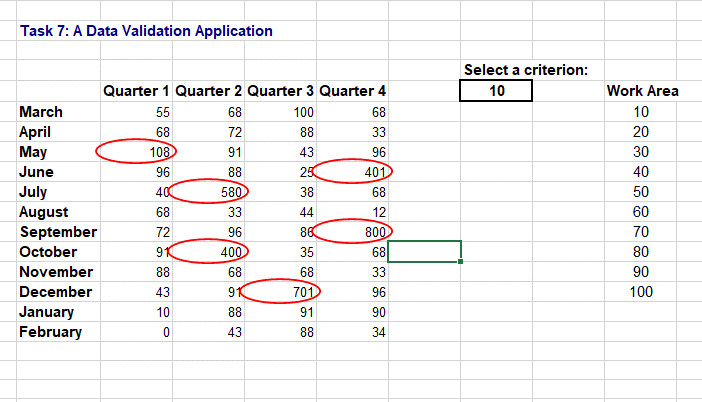 Task 7: A Data Validation Application
Select a criterion:
Quarter 1 Quarter 2 Quarter 3 Quarter 4 10 Work Area
March 55 68 100 68 10
April 68 72 88 33 20
May 108 91 43 96 30
June 96 88 25 401 40
July 40 580 38 68 50
August 68 33 44 12 60
September 72 96 86 800 70
October 91 400 35 68 80
November 88 68 68 33 90
December 43 91 701 96 100
January 10 88 91 90
February 0 43 88 34